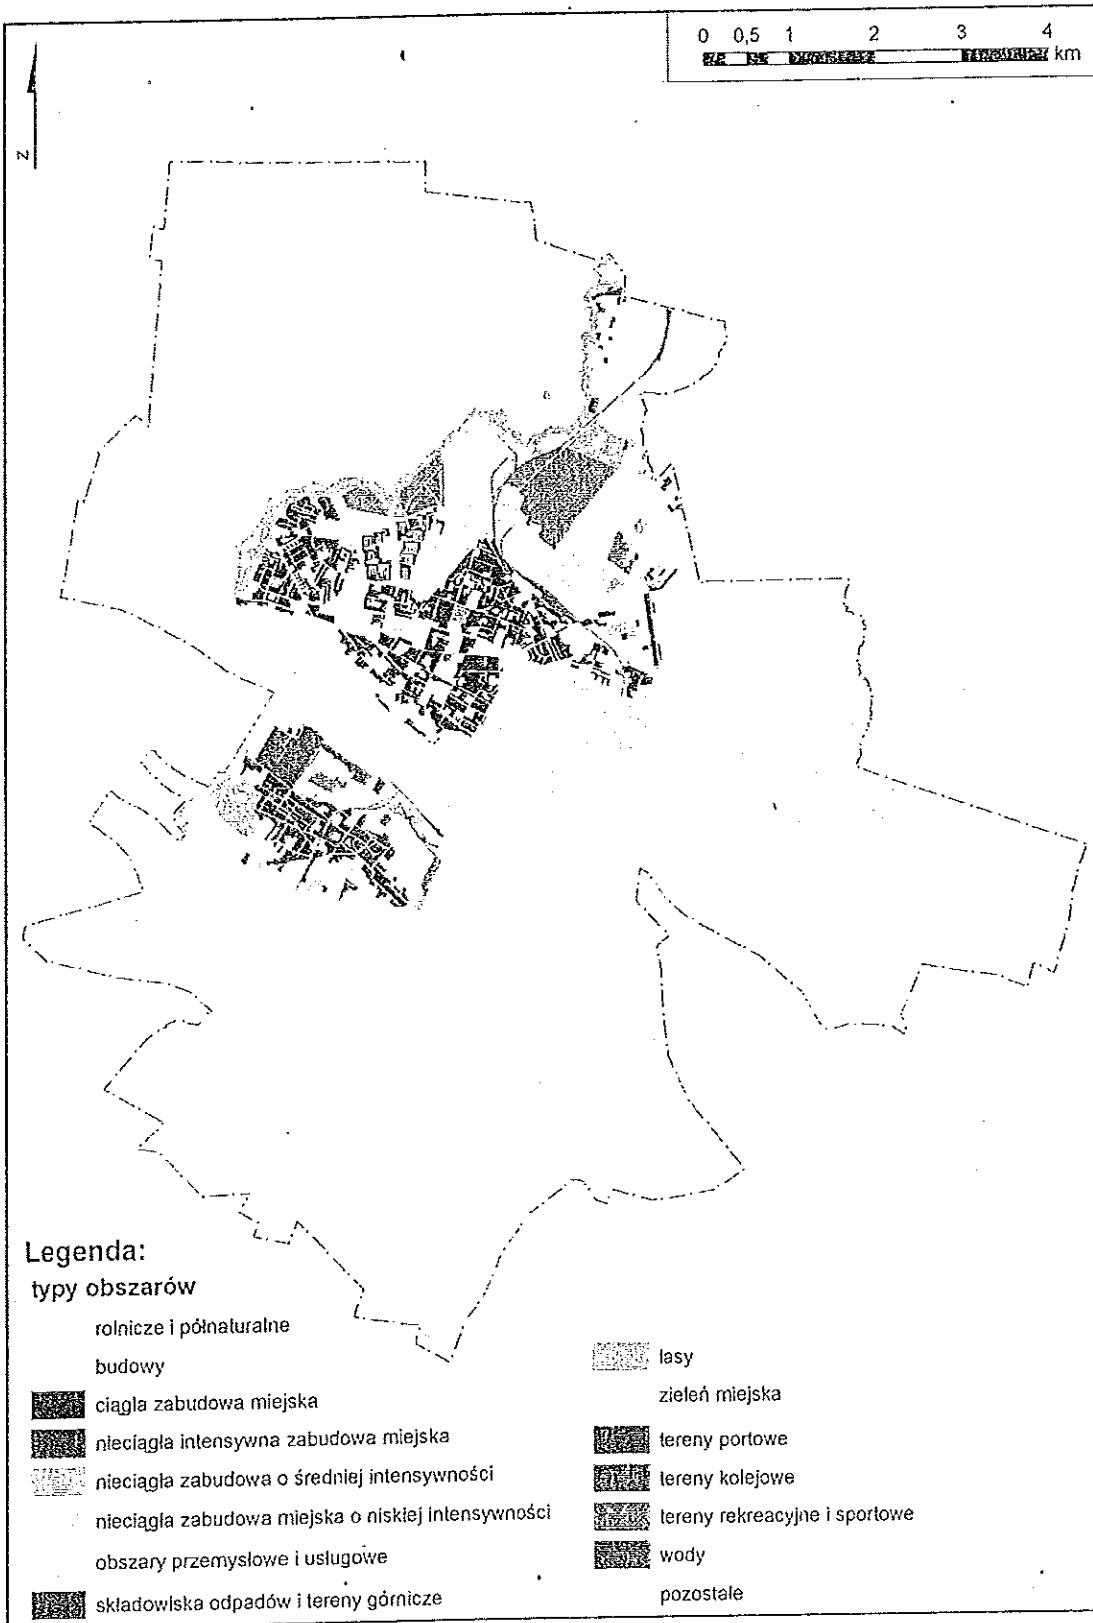 0 0,5 1 2 3 4
km
z
Legenda:
typy obszarów
rolnicze i półnaturalne
budowy
ciągła zabudowa miejska
nieciągła intensywna zabudowa miejska
nieciągła zabudowa o średniej intensywności
nieciągła zabudowa miejska o niskiej intensywności
obszary przemysłowe i usługowe
składowiska odpadów i tereny górnicze
lasy
zieleń miejska
tereny portowe
tereny kolejowe
tereny rekreacyjne i sportowe
wody
pozostałe